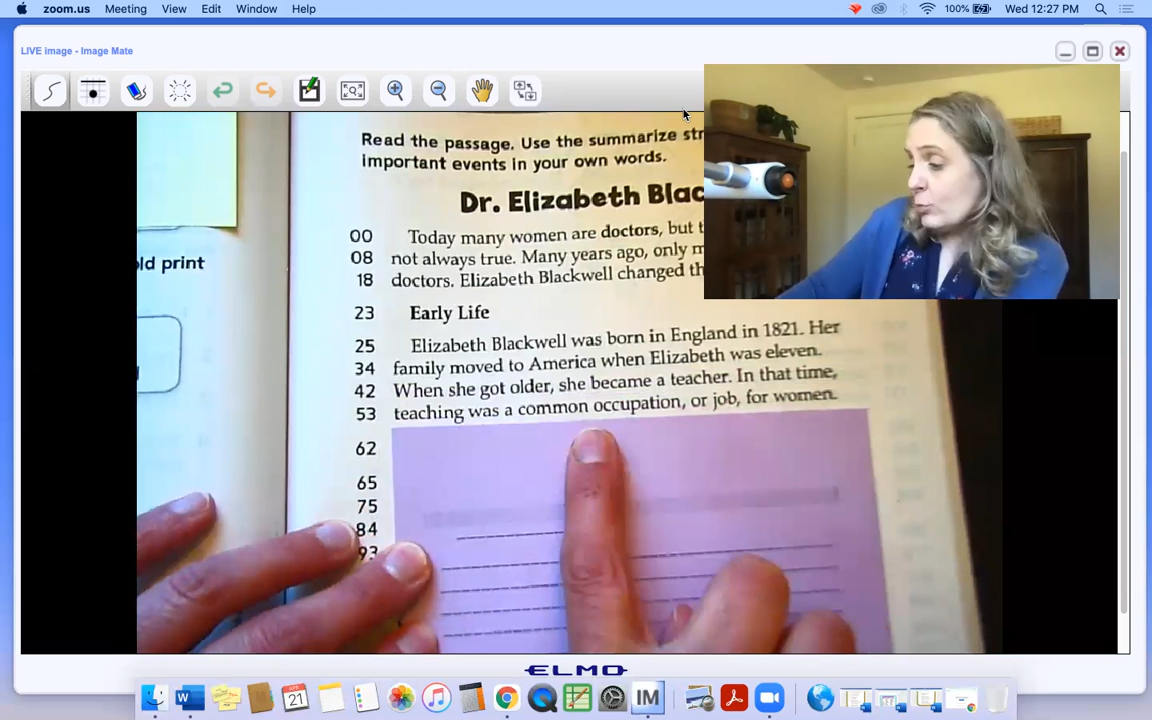 zoom.us Meeting View Edit Window Help 100% Wed 12:27 PM
LIVE image - Image Mate
Read the passage. Use the summarize
important events in your own words.
Dr. Elizabeth
00 Today many women are doctors, but
08 not always true. Many years ago, only
18 doctors. Elizabeth Blackwell changed
23 Early Life
25 Elizabeth Blackwell was born in England in 1821. Her
34 family moved to America when Elizabeth was eleven.
42 When she got older, she became a teacher. In that time,
53 teaching was a common occupation, or job, for women.
62
65
75
84
93
old print
ELMO
APR
21
W
IM